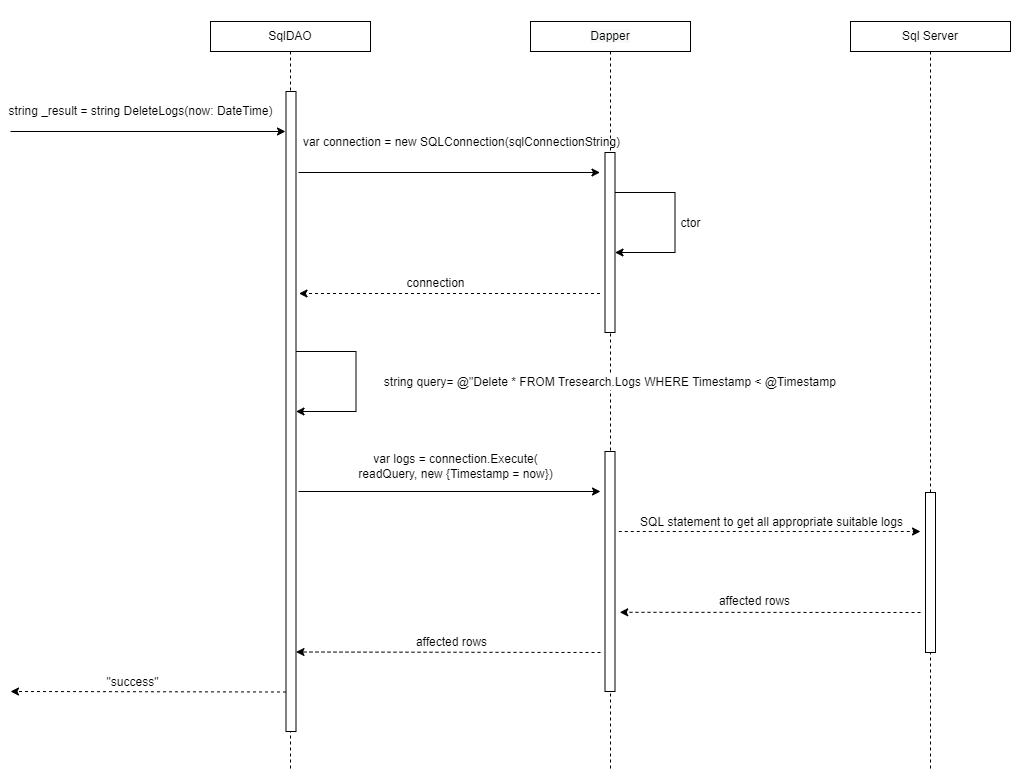 SqlDAO
Dapper
Sql Server
string _result = string DeleteLogs(now: DateTime)
var connection = new SQLConnection(sqlConnectionString)
ctor
connection
string query= @"Delete * FROM Tresearch.Logs WHERE Timestamp < @Timestamp
var logs = connection.Execute(
readQuery, new {Timestamp = now})
SQL statement to get all appropriate suitable logs
affected rows
affected rows
"success"